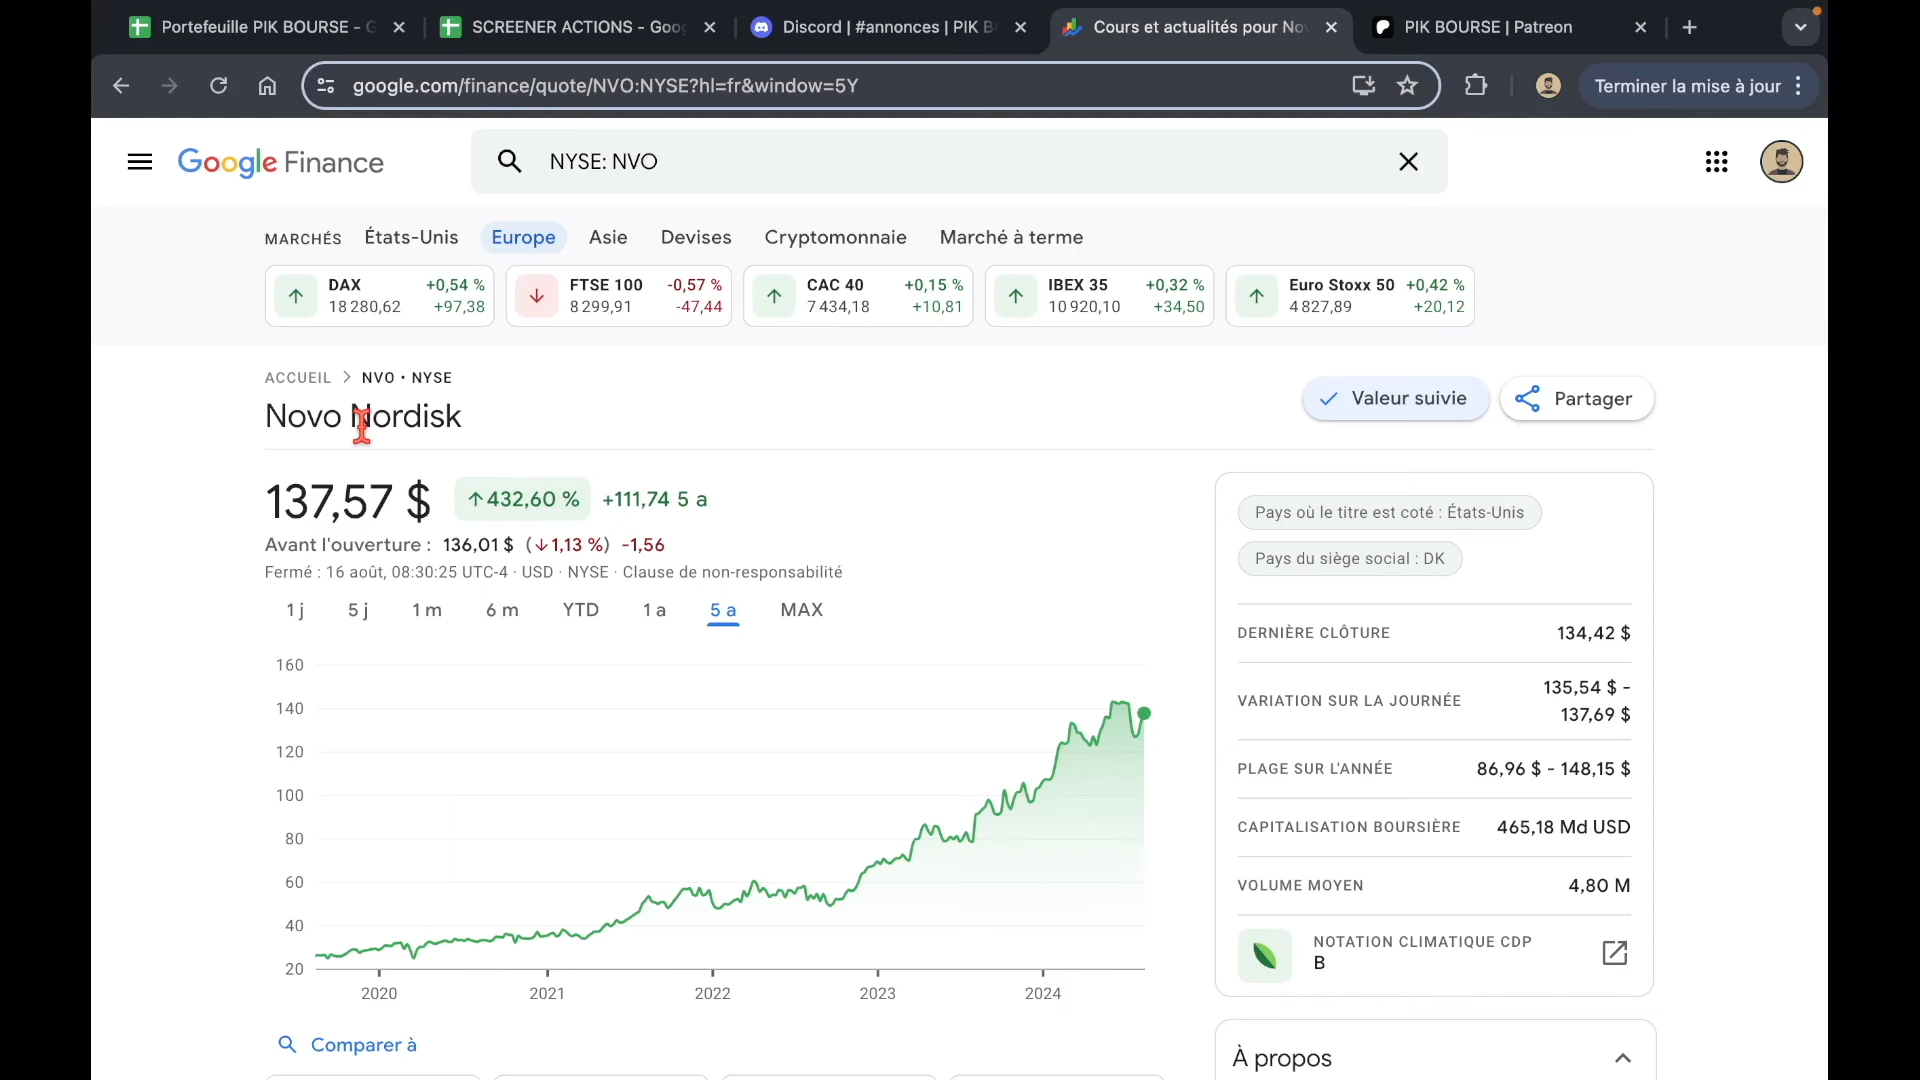 Portefeuille PIK BOURSE - G
SCREENER ACTIONS - Goog
Discord | #annonces | PIK B
Cours et actualités pour Nov
PIK BOURSE | Patreon
google.com/finance/quote/NVO:NYSE?hl=fr&window=5Y
Terminer la mise à jour
Google Finance
NYSE: NVO
MARCHÉS États-Unis Europe Asie Devises Cryptomonnaie Marché à terme
DAX +0,54 %
18 280,62 +97,38
FTSE 100 -0,57 %
8 299,91 -47,44
CAC 40 +0,15 %
7 434,18 +10,81
IBEX 35 +0,32 %
10 920,10 +34,50
Euro Stoxx 50 +0,42 %
4 827,89 +20,12
ACCUEIL > NVO • NYSE
Novo Nordisk
Valeur suivie
Partager
137,57 $ ↑432,60 % +111,74 5 a
Avant l'ouverture : 136,01 $ (↓1,13 %) -1,56
Fermé : 16 août, 08:30:25 UTC-4 · USD · NYSE · Clause de non-responsabilité
1 j 5 j 1 m 6 m YTD 1 a 5 a MAX
160
140
120
100
80
60
40
20
2020 2021 2022 2023 2024
Comparer à
Pays où le titre est coté : États-Unis
Pays du siège social : DK
DERNIÈRE CLÔTURE 134,42 $
VARIATION SUR LA JOURNÉE 135,54 $ -
137,69 $
PLAGE SUR L'ANNÉE 86,96 $ - 148,15 $
CAPITALISATION BOURSIÈRE 465,18 Md USD
VOLUME MOYEN 4,80 M
NOTATION CLIMATIQUE CDP
B
À propos